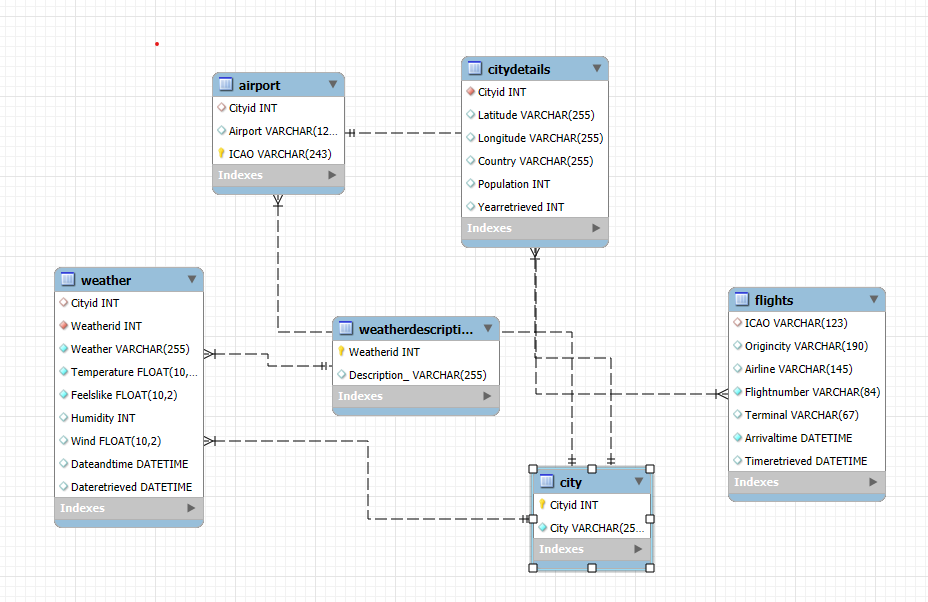 airport
Cityid INT
Airport VARCHAR(12...
ICAO VARCHAR(243)
Indexes
citydetails
Cityid INT
Latitude VARCHAR(255)
Longitude VARCHAR(255)
Country VARCHAR(255)
Population INT
Yearretrieved INT
Indexes
weather
Cityid INT
Weatherid INT
Weather VARCHAR(255)
Temperature FLOAT(10,...
Feelslike FLOAT(10,2)
Humidity INT
Wind FLOAT(10,2)
Dateandtime DATETIME
Dateretrieved DATETIME
Indexes
weatherdescripti...
Weatherid INT
Description_ VARCHAR(255)
Indexes
flights
ICAO VARCHAR(123)
Origincity VARCHAR(190)
Airline VARCHAR(145)
Flightnumber VARCHAR(84)
Terminal VARCHAR(67)
Arrivaltime DATETIME
Timeretrieved DATETIME
Indexes
city
Cityid INT
City VARCHAR(25...
Indexes